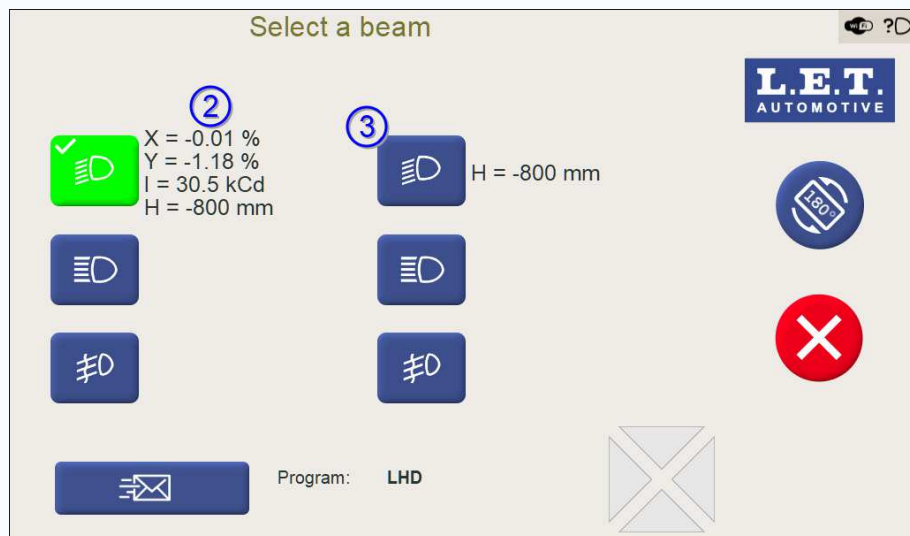 Select a beam
WiFi ?
L.E.T.
AUTOMOTIVE
2
X = -0.01 %
Y = -1.18 %
I = 30.5 kCd
H = -800 mm
3
H = -800 mm
180°
Program: LHD